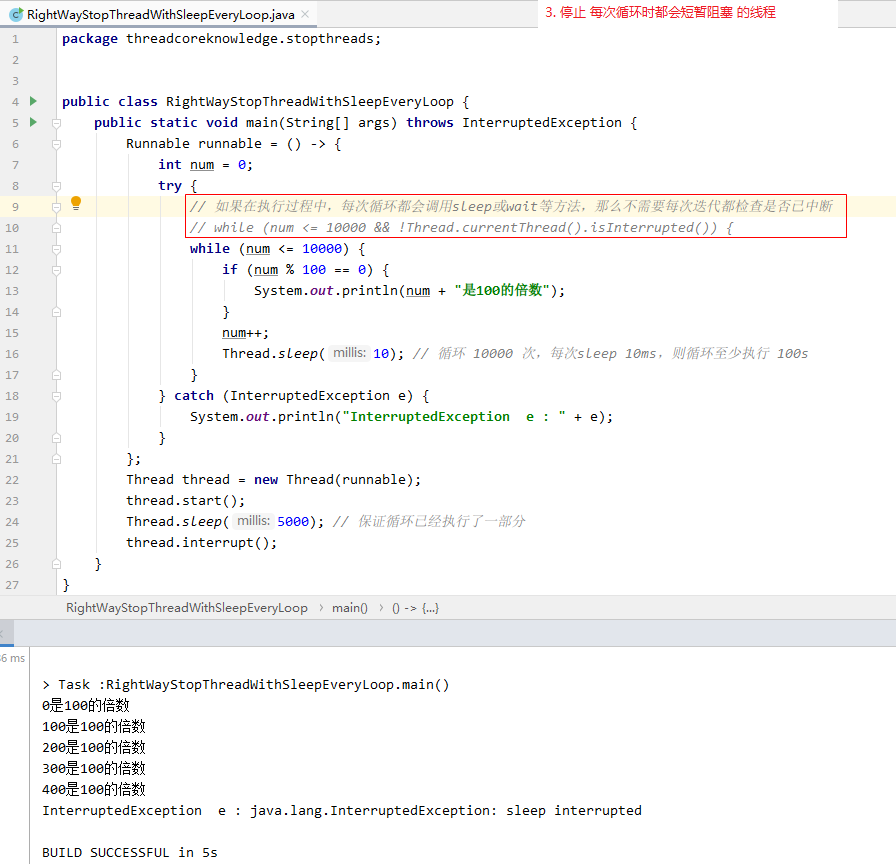 RightWayStopThreadWithSleepEveryLoop.java
3. 停止 每次循环时都会短暂阻塞 的线程
1 package threadcoreknowledge.stopthreads;
2
3
4 public class RightWayStopThreadWithSleepEveryLoop {
5 public static void main(String[] args) throws InterruptedException {
6 Runnable runnable = () -> {
7 int num = 0;
8 try {
9 // 如果在执行过程中，每次循环都会调用sleep或wait等方法，那么不需要每次迭代都检查是否已中断
10 // while (num <= 10000 && !Thread.currentThread().isInterrupted()) {
11 while (num <= 10000) {
12 if (num % 100 == 0) {
13 System.out.println(num + "是100的倍数");
14 }
15 num++;
16 Thread.sleep( millis: 10); // 循环 10000 次，每次sleep 10ms，则循环至少执行 100s
17 }
18 } catch (InterruptedException e) {
19 System.out.println("InterruptedException  e : " + e);
20 }
21 };
22 Thread thread = new Thread(runnable);
23 thread.start();
24 Thread.sleep( millis: 5000); // 保证循环已经执行了一部分
25 thread.interrupt();
26 }
27 }
RightWayStopThreadWithSleepEveryLoop › main() › () -> {...}
6 ms
> Task :RightWayStopThreadWithSleepEveryLoop.main()
0是100的倍数
100是100的倍数
200是100的倍数
300是100的倍数
400是100的倍数
InterruptedException  e : java.lang.InterruptedException: sleep interrupted
BUILD SUCCESSFUL in 5s